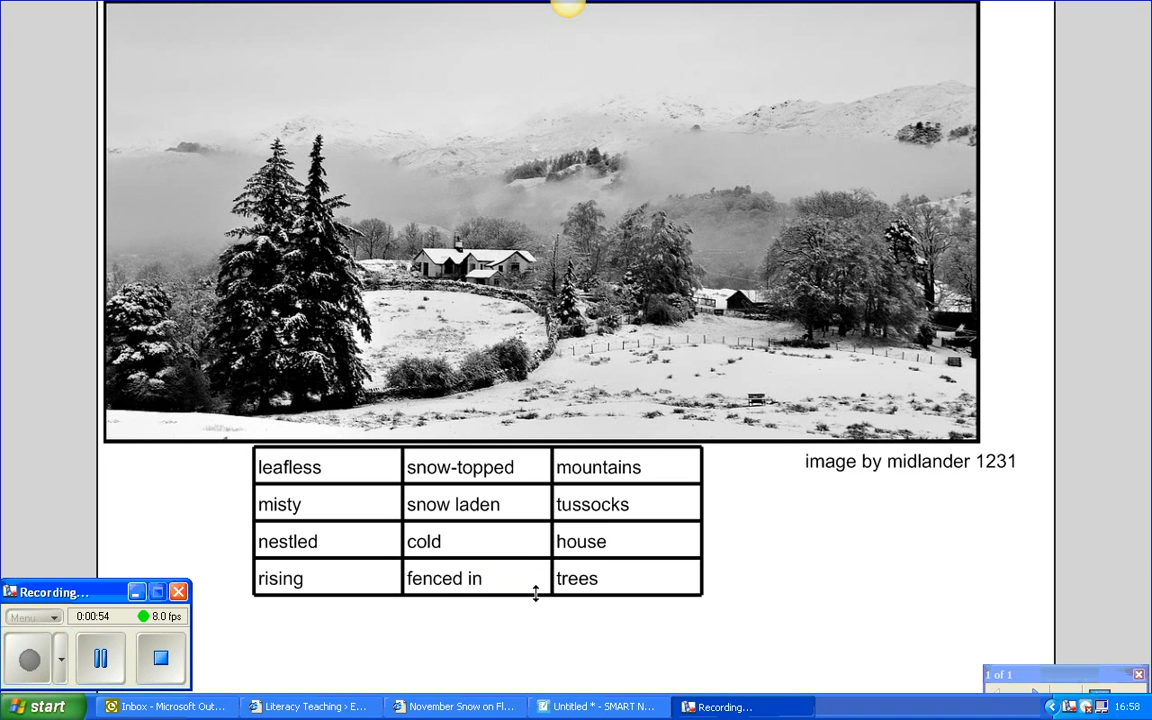 leafless snow-topped mountains
image by midlander 1231
misty snow laden tussocks
nested cold house
rising fenced in trees
Recording...
Menu 0:00:54 8.0 fps
1 of 1
start Inbox - Microsoft Out... Literacy Teaching › E... November Snow on Fl... Untitled * - SMART N... Recording... 16:58